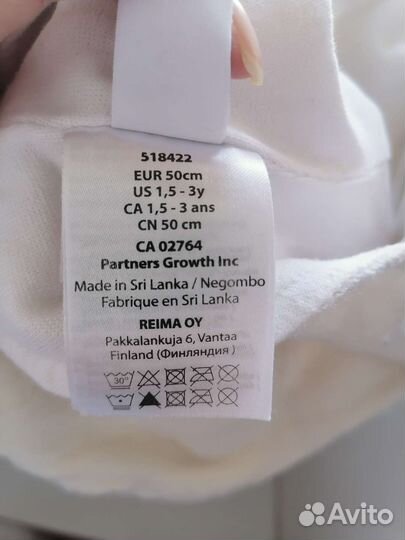 518422
EUR 50cm
US 1,5 - 3y
CA 1,5 - 3 ans
CN 50 cm
CA 02764
Partners Growth Inc
Made in Sri Lanka / Negombo
Fabrique en Sri Lanka
REIMA OY
Pakkalankuja 6, Vantaa
Finland (Финляндия )
30°
Avito